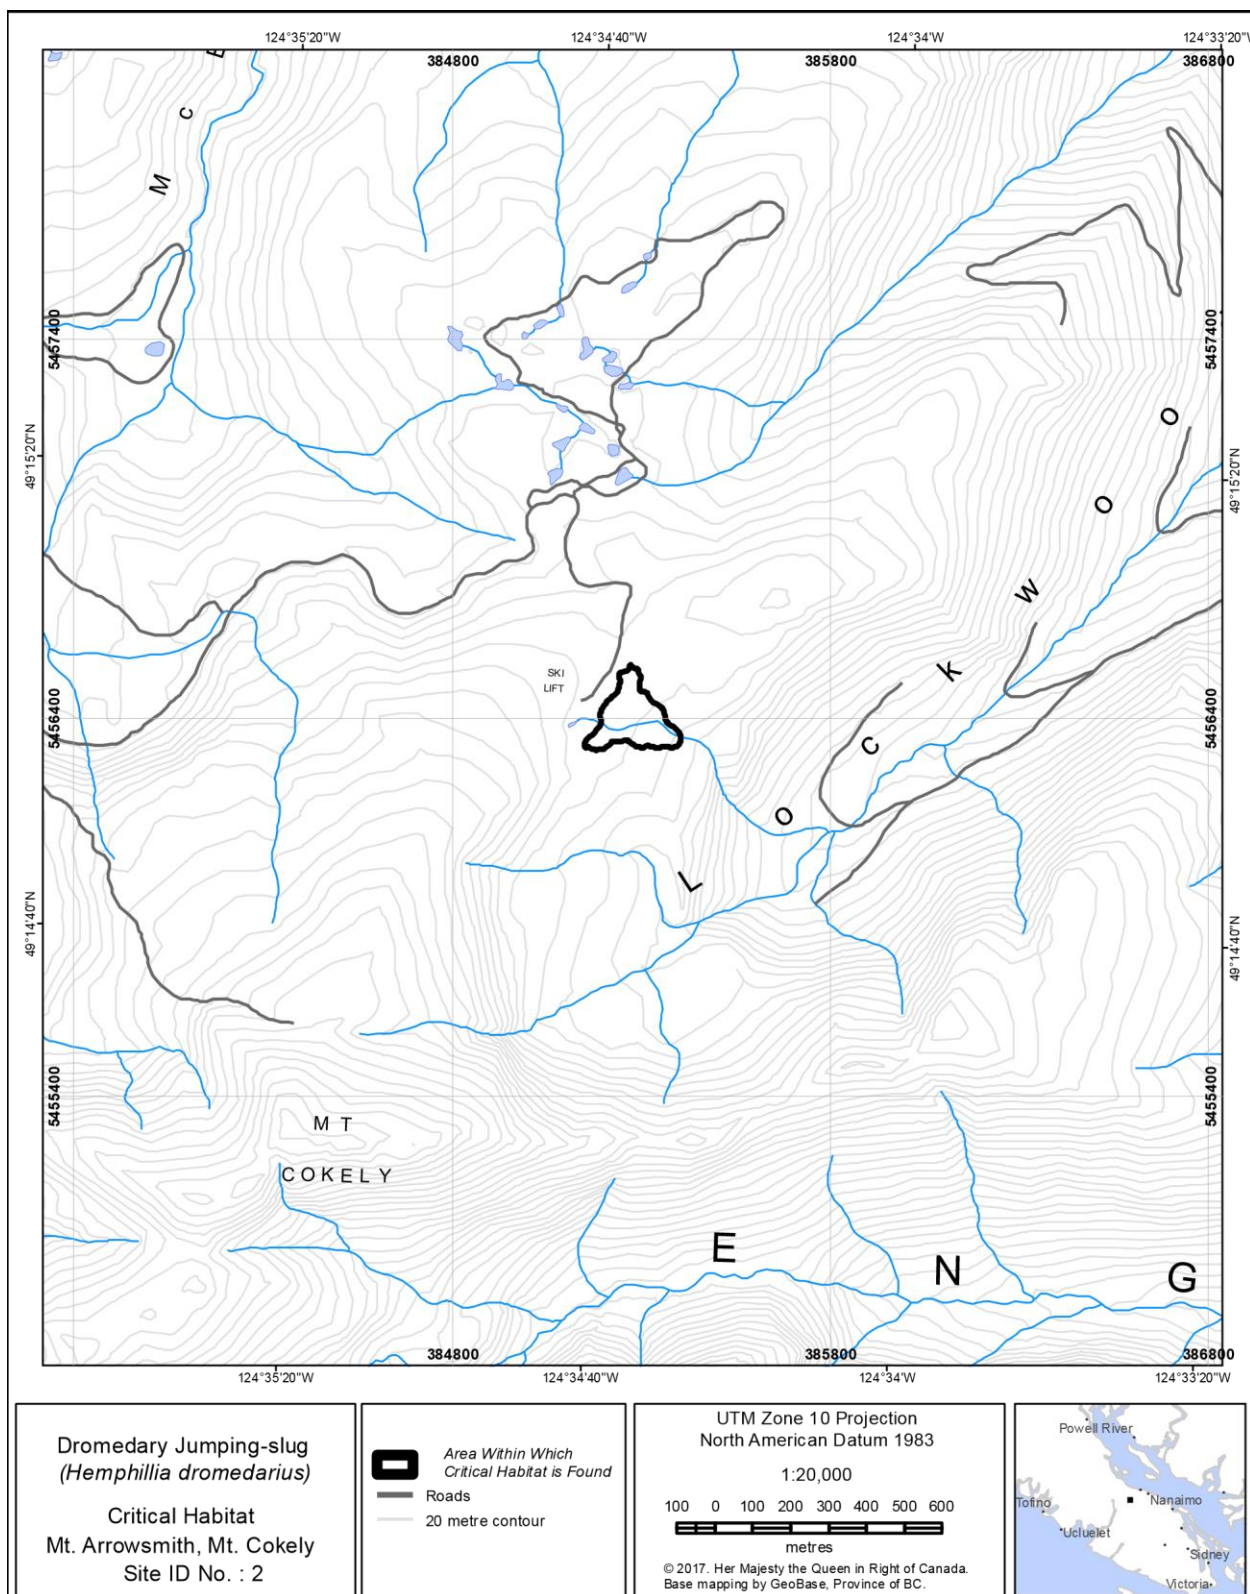 124°35'20"W 124°34'40"W 124°34'W 124°33'20"W
384800 385800 386800
E
c
M
5457400 5457400
O
49°15'20"N 49°15'20"N
O
W
SKI
LIFT
K
5456400 5456400
C
O
L
49°14'40"N 49°14'40"N
5455400 5455400
MT
COKELY
E N G
384800 385800 386800
124°35'20"W 124°34'40"W 124°34'W 124°33'20"W
Dromedary Jumping-slug
(Hemphillia dromedarius)
Critical Habitat
Mt. Arrowsmith, Mt. Cokely
Site ID No. : 2
Area Within Which
Critical Habitat is Found
Roads
20 metre contour
UTM Zone 10 Projection
North American Datum 1983
1:20,000
100 0 100 200 300 400 500 600
metres
© 2017. Her Majesty the Queen in Right of Canada.
Base mapping by GeoBase, Province of BC.
Powell River
Tofino
Nanaimo
Ucluelet
Sidney
Victoria